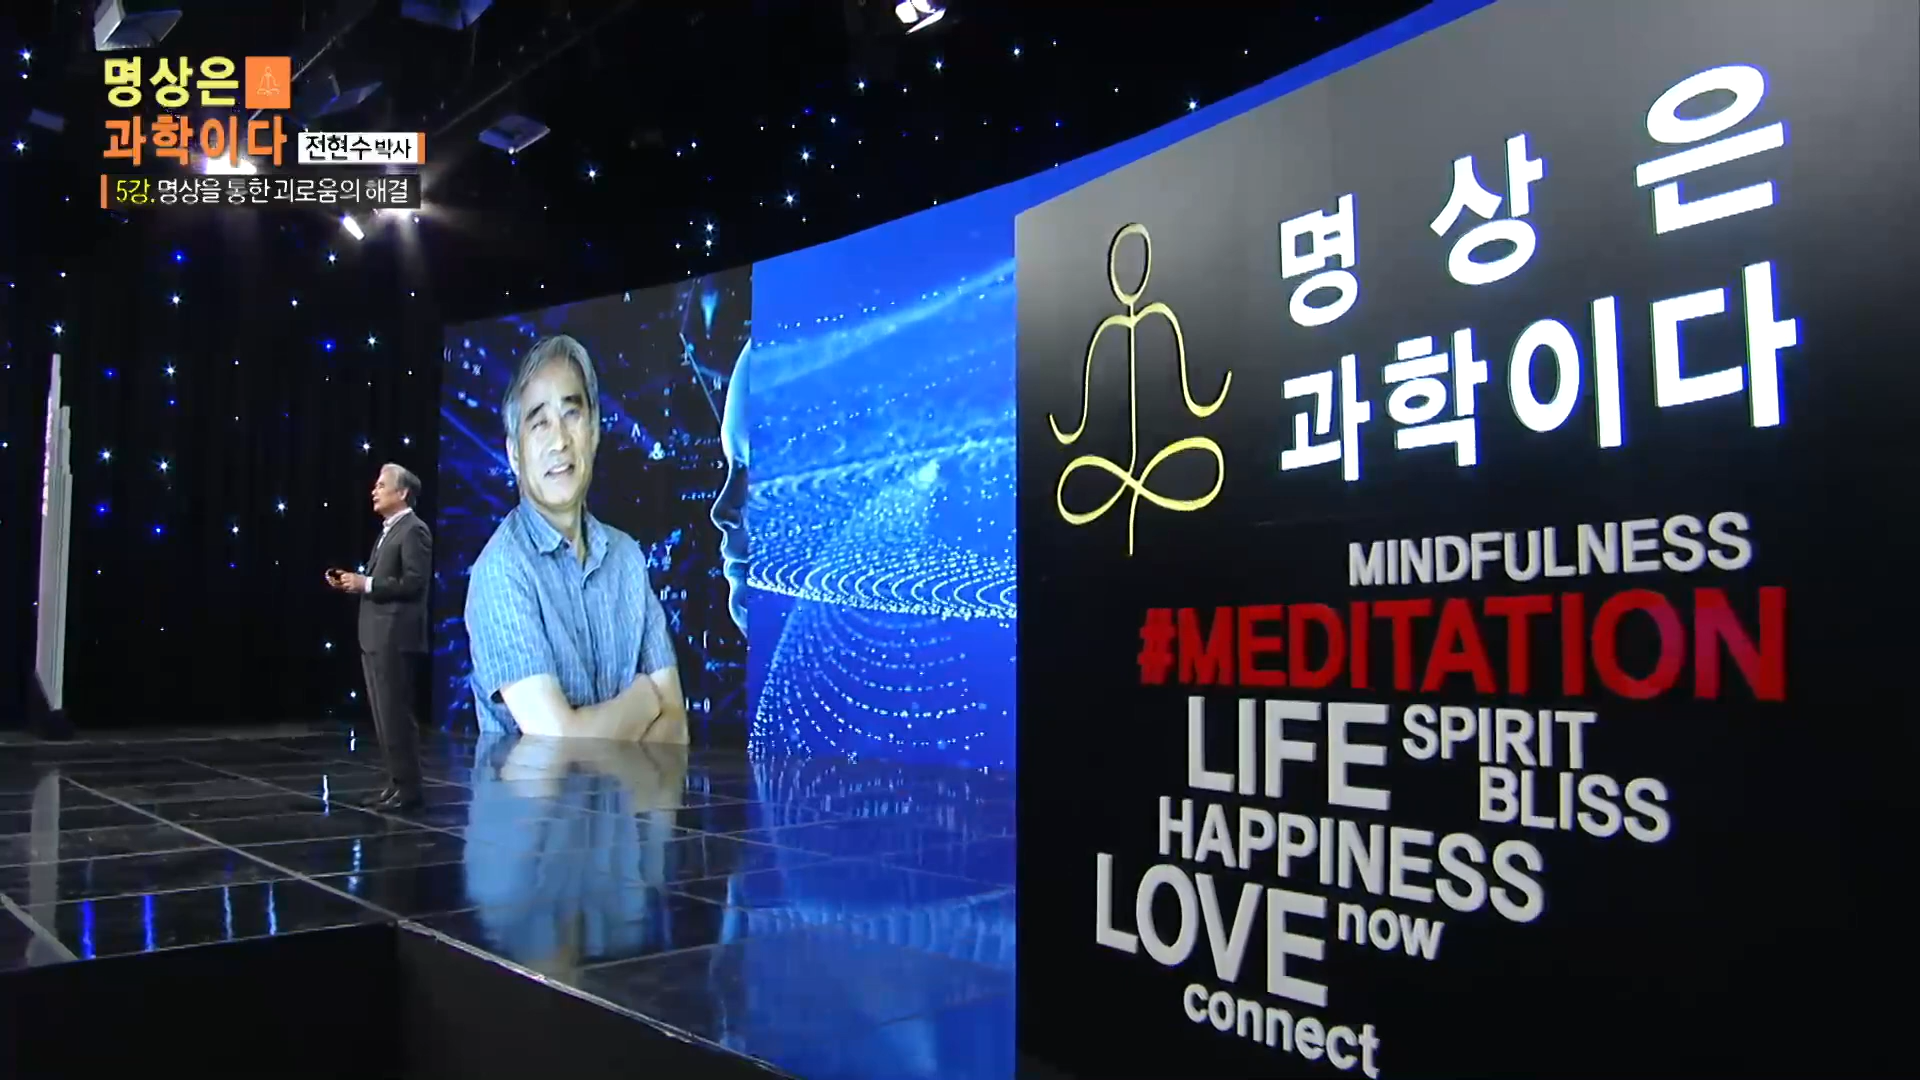 명상은
과학이다 전현수 박사
5강. 명상을 통한 괴로움의 해결
명상은
과학이다
MINDFULNESS
#MEDITATION
LIFE SPIRIT
BLISS
HAPPINESS
LOVE now
connect